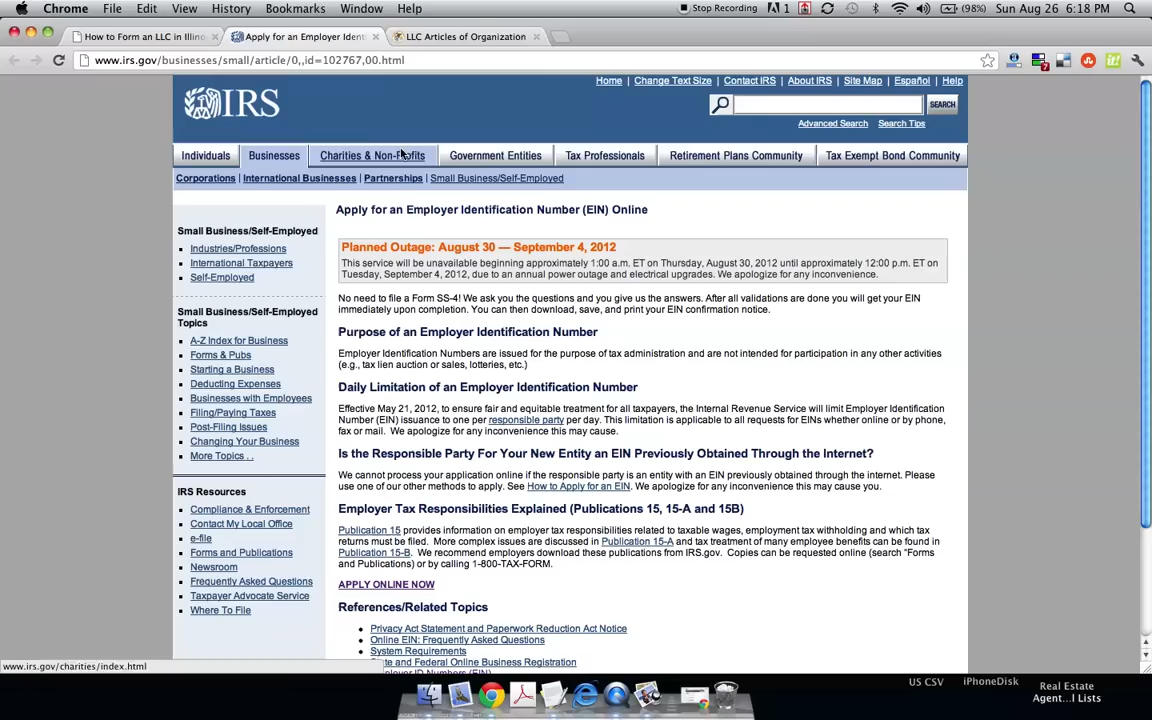 Chrome File Edit View History Bookmarks Window Help Stop Recording 1 (98%) Sun Aug 26 6:18 PM
How to Form an LLC in Illino Apply for an Employer Ident LLC Articles of Organization
www.irs.gov/businesses/small/article/0,,id=102767,00.html
Home | Change Text Size | Contact IRS | About IRS | Site Map | Español | Help
IRS
SEARCH
Advanced Search Search Tips
Individuals Businesses Charities & Non-Profits Government Entities Tax Professionals Retirement Plans Community Tax Exempt Bond Community
Corporations | International Businesses | Partnerships | Small Business/Self-Employed
Apply for an Employer Identification Number (EIN) Online
Small Business/Self-Employed
Industries/Professions
International Taxpayers
Self-Employed
Small Business/Self-Employed
Topics
A-Z Index for Business
Forms & Pubs
Starting a Business
Deducting Expenses
Businesses with Employees
Filing/Paying Taxes
Post-Filing Issues
Changing Your Business
More Topics . .
IRS Resources
Compliance & Enforcement
Contact My Local Office
e-file
Forms and Publications
Newsroom
Frequently Asked Questions
Taxpayer Advocate Service
Where To File
Planned Outage: August 30 — September 4, 2012
This service will be unavailable beginning approximately 1:00 a.m. ET on Thursday, August 30, 2012 until approximately 12:00 p.m. ET on
Tuesday, September 4, 2012, due to an annual power outage and electrical upgrades. We apologize for any inconvenience.
No need to file a Form SS-4! We ask you the questions and you give us the answers. After all validations are done you will get your EIN
immediately upon completion. You can then download, save, and print your EIN confirmation notice.
Purpose of an Employer Identification Number
Employer Identification Numbers are issued for the purpose of tax administration and are not intended for participation in any other activities
(e.g., tax lien auction or sales, lotteries, etc.)
Daily Limitation of an Employer Identification Number
Effective May 21, 2012, to ensure fair and equitable treatment for all taxpayers, the Internal Revenue Service will limit Employer Identification
Number (EIN) issuance to one per responsible party per day. This limitation is applicable to all requests for EINs whether online or by phone,
fax or mail. We apologize for any inconvenience this may cause.
Is the Responsible Party For Your New Entity an EIN Previously Obtained Through the Internet?
We cannot process your application online if the responsible party is an entity with an EIN previously obtained through the internet. Please
use one of our other methods to apply. See How to Apply for an EIN. We apologize for any inconvenience this may cause you.
Employer Tax Responsibilities Explained (Publications 15, 15-A and 15B)
Publication 15 provides information on employer tax responsibilities related to taxable wages, employment tax withholding and which tax
returns must be filed. More complex issues are discussed in Publication 15-A and tax treatment of many employee benefits can be found in
Publication 15-B. We recommend employers download these publications from IRS.gov. Copies can be requested online (search "Forms
and Publications) or by calling 1-800-TAX-FORM.
APPLY ONLINE NOW
References/Related Topics
Privacy Act Statement and Paperwork Reduction Act Notice
Online EIN: Frequently Asked Questions
System Requirements
State and Federal Online Business Registration
Employer ID Numbers (EIN)
www.irs.gov/charities/index.html
US CSV iPhoneDisk Real Estate
Agent...l Lists